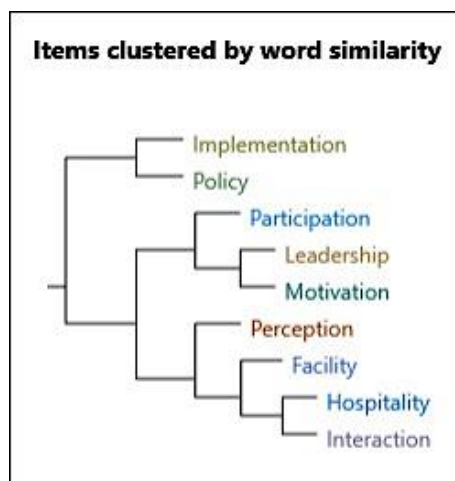 Items clustered by word similarity
Implementation
Policy
Participation
Leadership
Motivation
Perception
Facility
Hospitality
Interaction